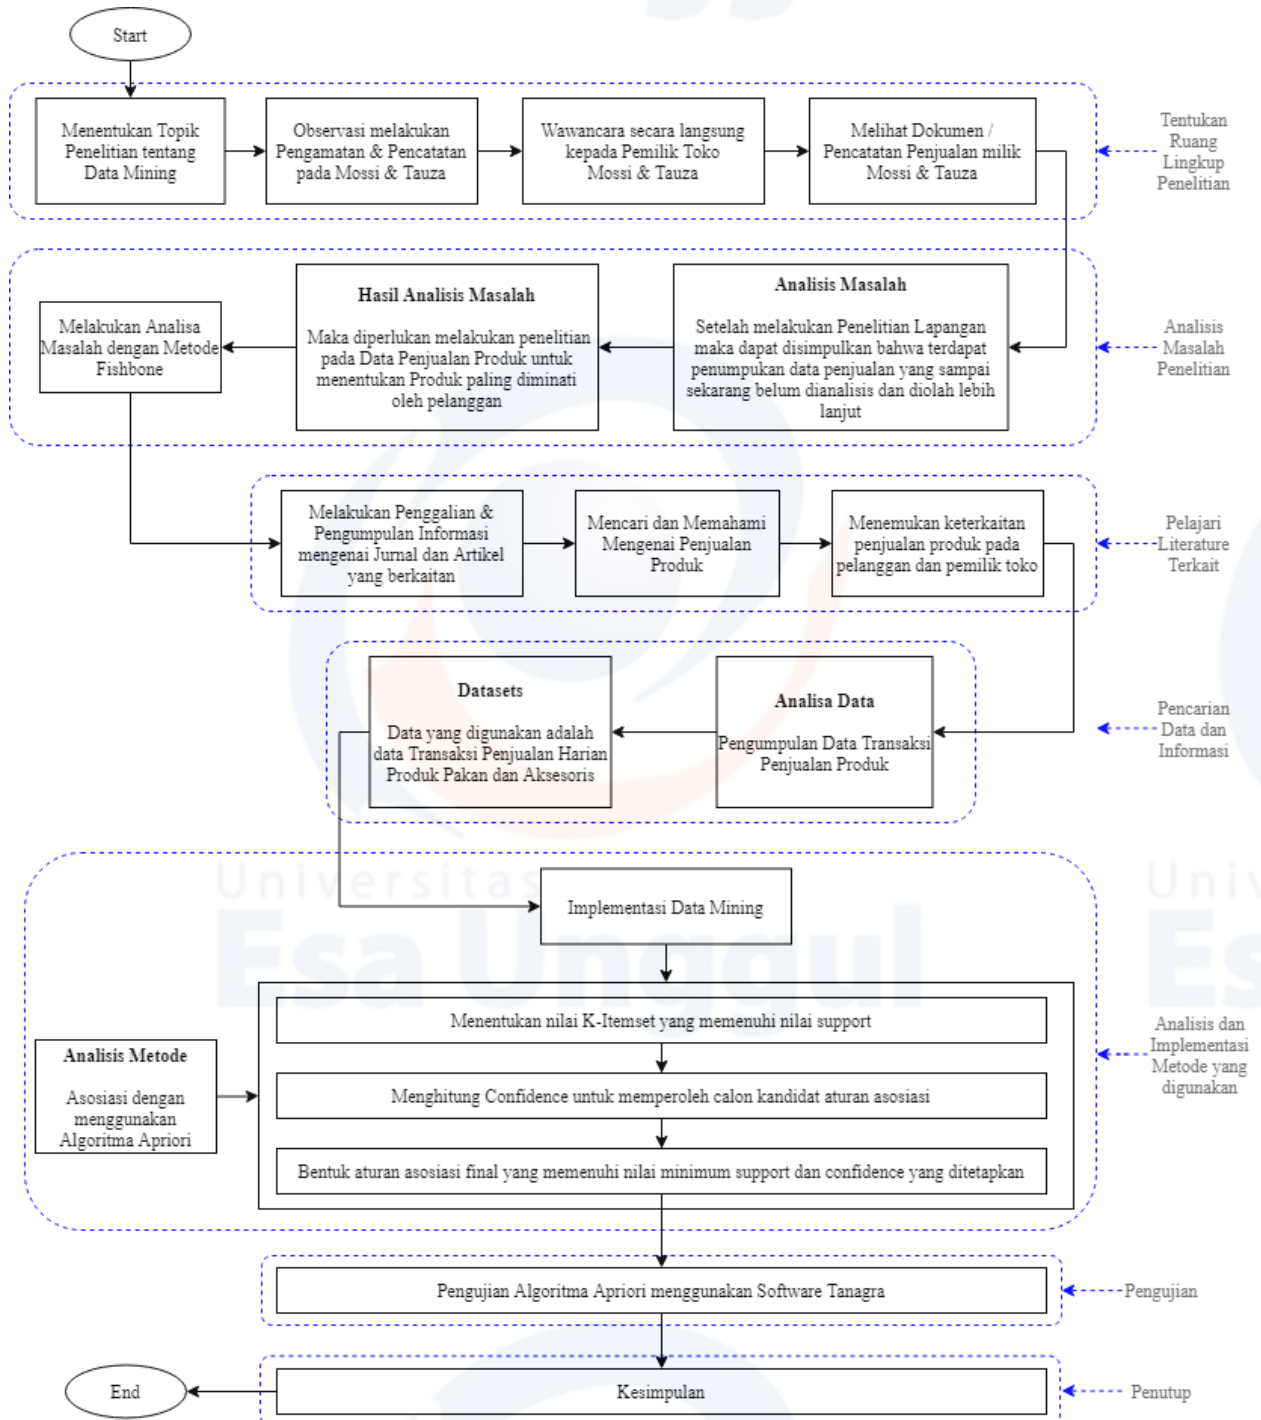 Start
Menentukan Topik
Penelitian tentang
Data Mining
Observasi melakukan
Pengamatan & Pencatatan
pada Mossi & Tauza
Wawancara secara langsung
kepada Pemilik Toko
Mossi & Tauza
Melihat Dokumen /
Pencatatan Penjualan milik
Mossi & Tauza
Tentukan
Ruang
Lingkup
Penelitian
Analisis Masalah
Setelah melakukan Penelitian Lapangan
maka dapat disimpulkan bahwa terdapat
penumpukan data penjualan yang sampai
sekarang belum dianalisis dan diolah lebih
lanjut
Hasil Analisis Masalah
Maka diperlukan melakukan penelitian
pada Data Penjualan Produk untuk
menentukan Produk paling diminati
oleh pelanggan
Melakukan Analisa
Masalah dengan Metode
Fishbone
Analisis
Masalah
Penelitian
Melakukan Penggalian &
Pengumpulan Informasi
mengenai Jurnal dan Artikel
yang berkaitan
Mencari dan Memahami
Mengenai Penjualan
Produk
Menemukan keterkaitan
penjualan produk pada
pelanggan dan pemilik toko
Pelajari
Literature
Terkait
Analisa Data
Pengumpulan Data Transaksi
Penjualan Produk
Datasets
Data yang digunakan adalah
data Transaksi Penjualan Harian
Produk Pakan dan Aksesoris
Pencarian
Data dan
Informasi
Universitas
Esa Unggul
Univ
Es
Implementasi Data Mining
Menentukan nilai K-Itemset yang memenuhi nilai support
Menghitung Confidence untuk memperoleh calon kandidat aturan asosiasi
Bentuk aturan asosiasi final yang memenuhi nilai minimum support dan confidence yang ditetapkan
Analisis Metode
Asosiasi dengan
menggunakan
Algoritma Apriori
Analisis dan
Implementasi
Metode yang
digunakan
Pengujian Algoritma Apriori menggunakan Software Tanagra
Pengujian
Kesimpulan
End
Penutup